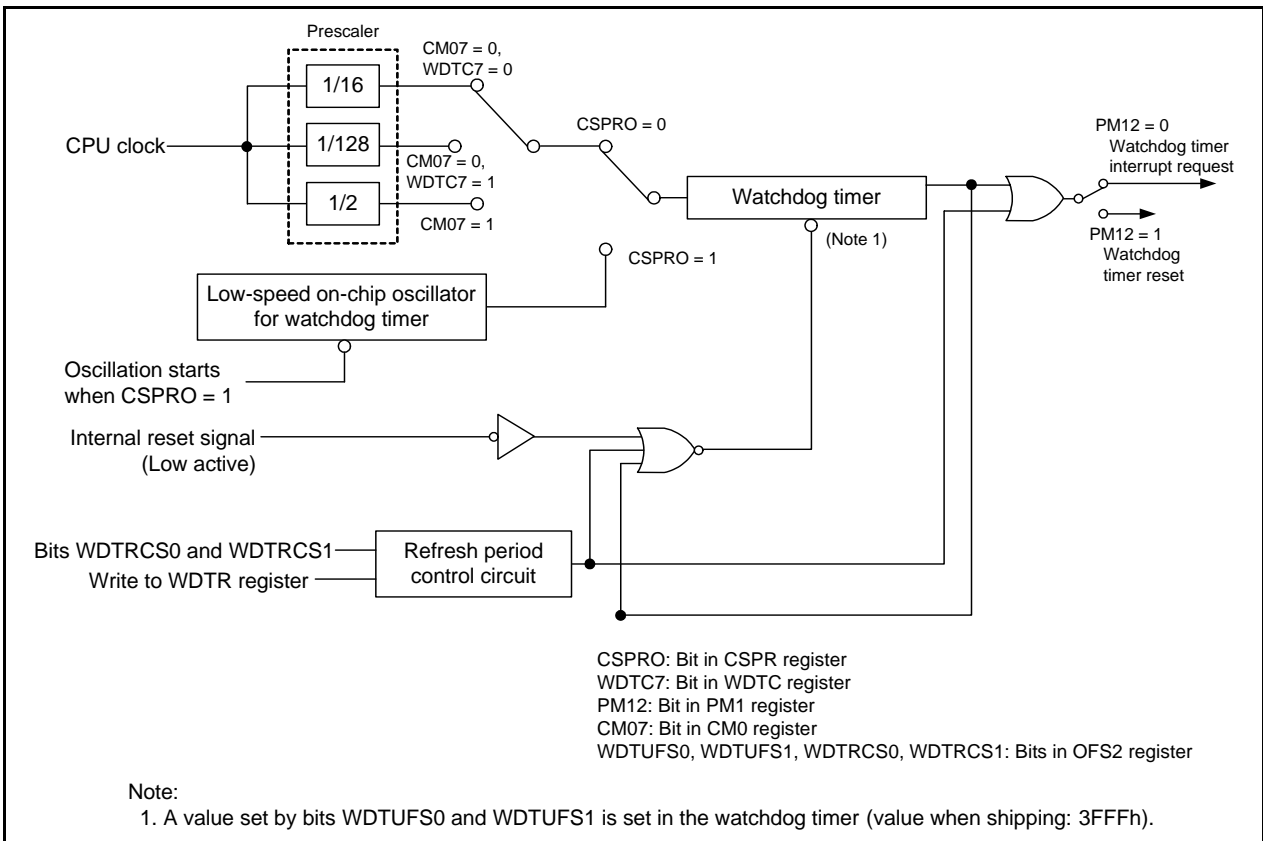 Prescaler
1/16
1/128
1/2
CPU clock
CM07 = 0,
WDTC7 = 0
CM07 = 0,
WDTC7 = 1
CM07 = 1
CSPRO = 0
CSPRO = 1
Watchdog timer
(Note 1)
PM12 = 0
Watchdog timer
interrupt request
PM12 = 1
Watchdog
timer reset
Low-speed on-chip oscillator
for watchdog timer
Oscillation starts
when CSPRO = 1
Internal reset signal
(Low active)
Bits WDTRCS0 and WDTRCS1
Write to WDTR register
Refresh period
control circuit
CSPRO: Bit in CSPR register
WDTC7: Bit in WDTC register
PM12: Bit in PM1 register
CM07: Bit in CM0 register
WDTUFS0, WDTUFS1, WDTRCS0, WDTRCS1: Bits in OFS2 register
Note:
1. A value set by bits WDTUFS0 and WDTUFS1 is set in the watchdog timer (value when shipping: 3FFFh).